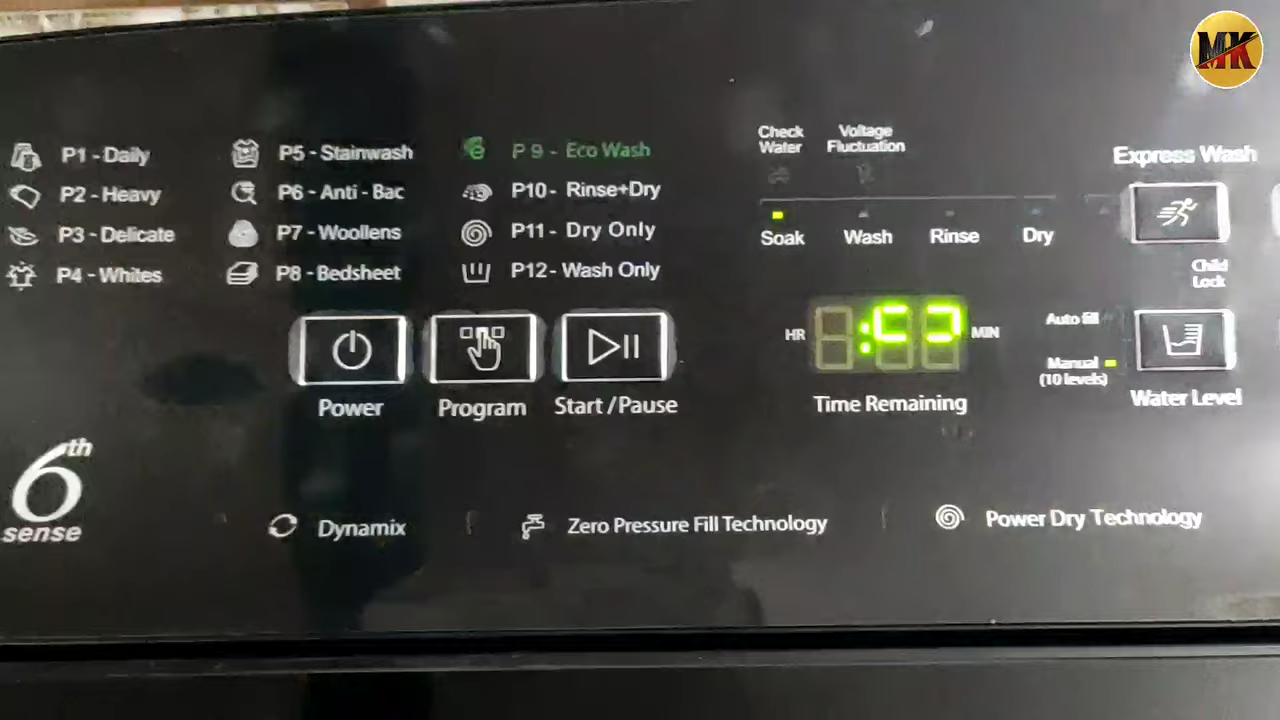 MK
P1 - Daily
P2 - Heavy
P3 - Delicate
P4 - Whites
P5 - Stainwash
P6 - Anti - Bac
P7 - Woollens
P8 - Bedsheet
P 9 - Eco Wash
P10 - Rinse+Dry
P11 - Dry Only
P12 - Wash Only
Check Water
Voltage Fluctuation
Soak Wash Rinse Dry
Express Wash
Child Lock
HR
MIN
Time Remaining
Auto fill
Manual
(10 levels)
Water Level
Power
Program
Start / Pause
6th
sense
Dynamix
Zero Pressure Fill Technology
Power Dry Technology